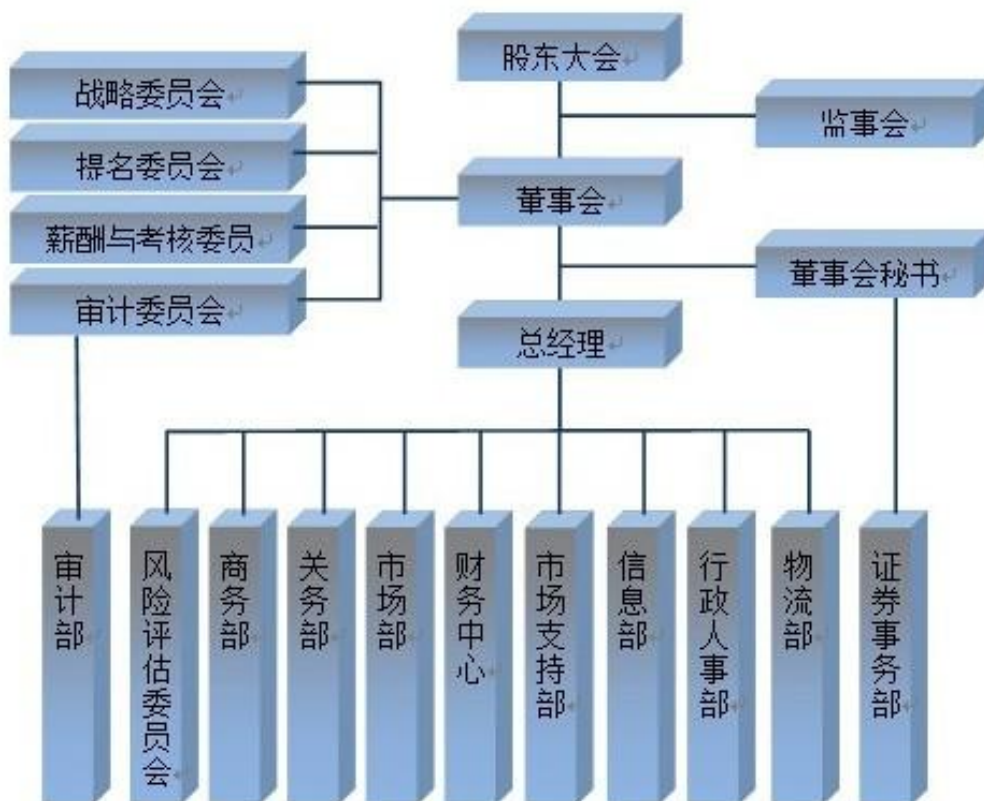 股东大会
战略委员会
监事会
提名委员会
董事会
薪酬与考核委员
董事会秘书
审计委员会
总经理
审计部
风险评估委员会
商务部
关务部
市场部
财务中心
市场支持部
信息部
行政人事部
物流部
证券事务部